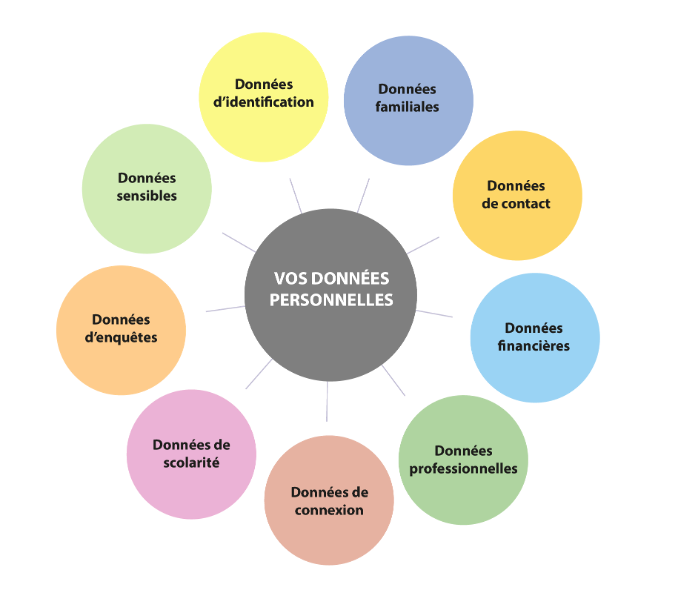 Données
d'identification
Données
familiales
Données
de contact
Données
financières
Données
professionnelles
Données de
connexion
Données de
scolarité
Données
d'enquêtes
Données
sensibles
VOS DONNÉES
PERSONNELLES